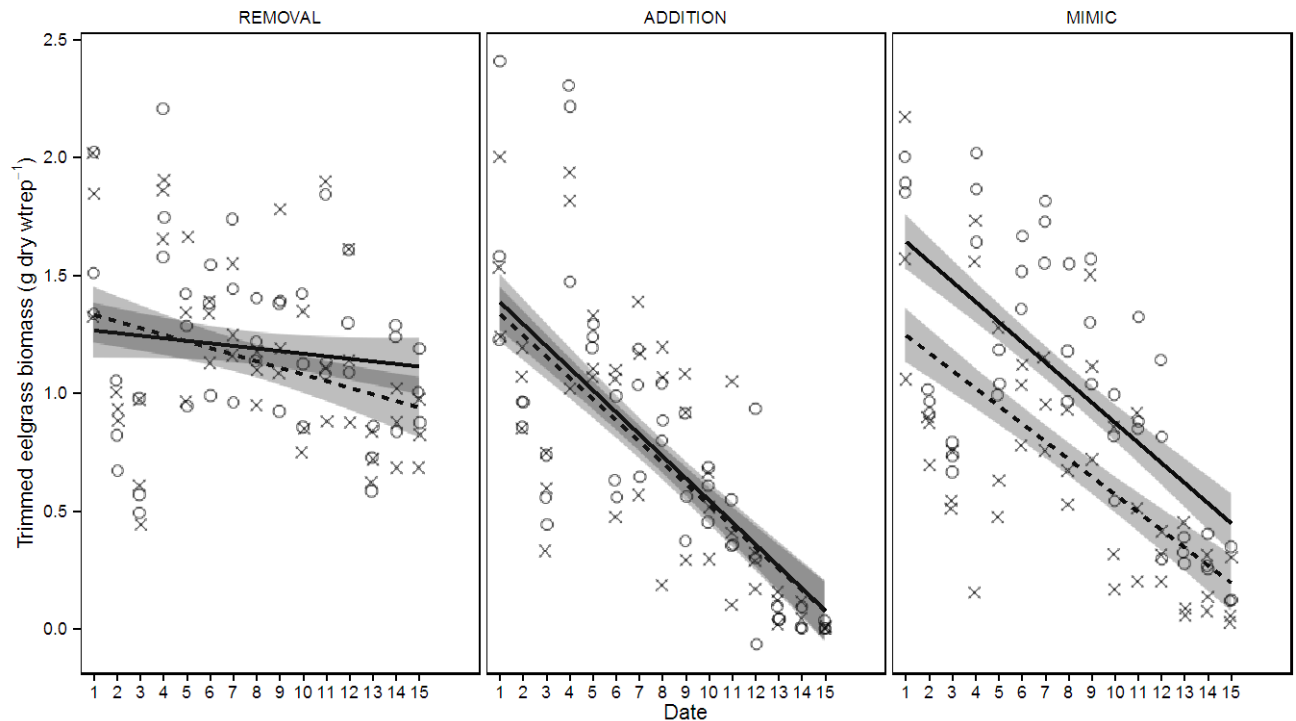 REMOVAL ADDITION MIMIC
Trimmed eelgrass biomass (g dry wtrep⁻¹)
2.5
2.0
1.5
1.0
0.5
0.0
1 2 3 4 5 6 7 8 9 10 11 12 13 14 15 1 2 3 4 5 6 7 8 9 10 11 12 13 14 15 1 2 3 4 5 6 7 8 9 10 11 12 13 14 15
Date